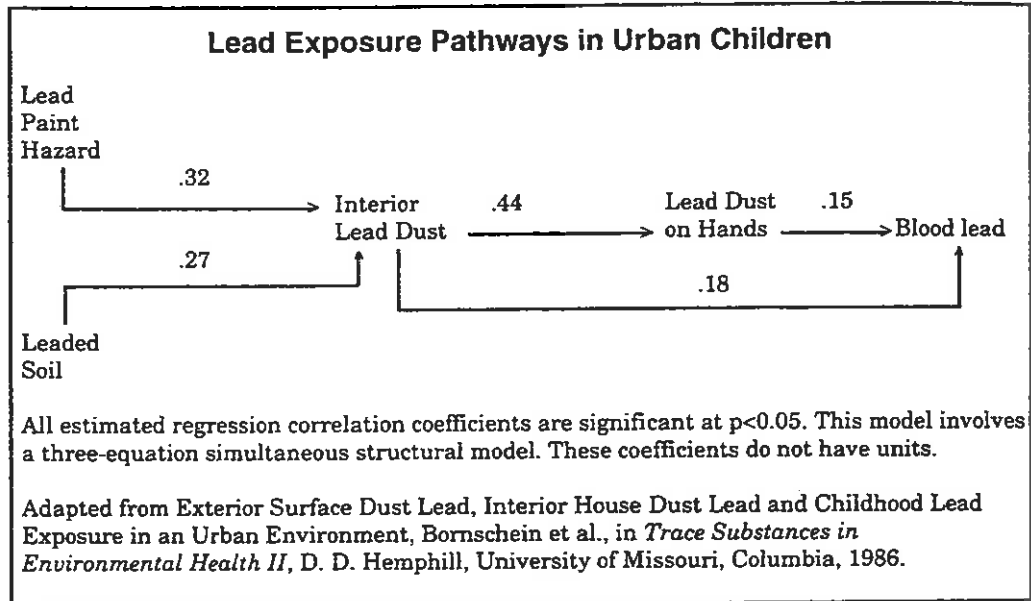 Lead Exposure Pathways in Urban Children
Lead
Paint
Hazard
.32
Interior
Lead Dust
.44
Lead Dust
on Hands
.15
Blood lead
.27
.18
Leaded
Soil
All estimated regression correlation coefficients are significant at p<0.05. This model involves
a three-equation simultaneous structural model. These coefficients do not have units.
Adapted from Exterior Surface Dust Lead, Interior House Dust Lead and Childhood Lead
Exposure in an Urban Environment, Bornschein et al., in Trace Substances in
Environmental Health II, D. D. Hemphill, University of Missouri, Columbia, 1986.